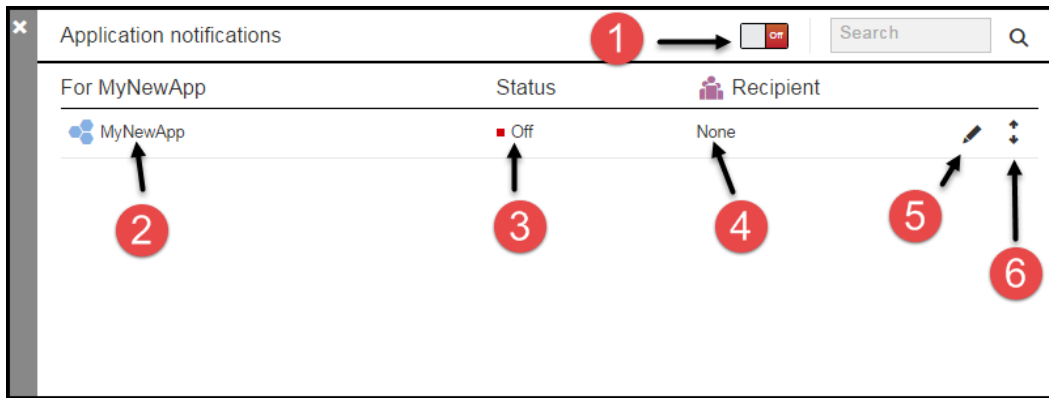 Application notifications
1
Off
Search
For MyNewApp
Status
Recipient
MyNewApp
Off
None
2
3
4
5
6